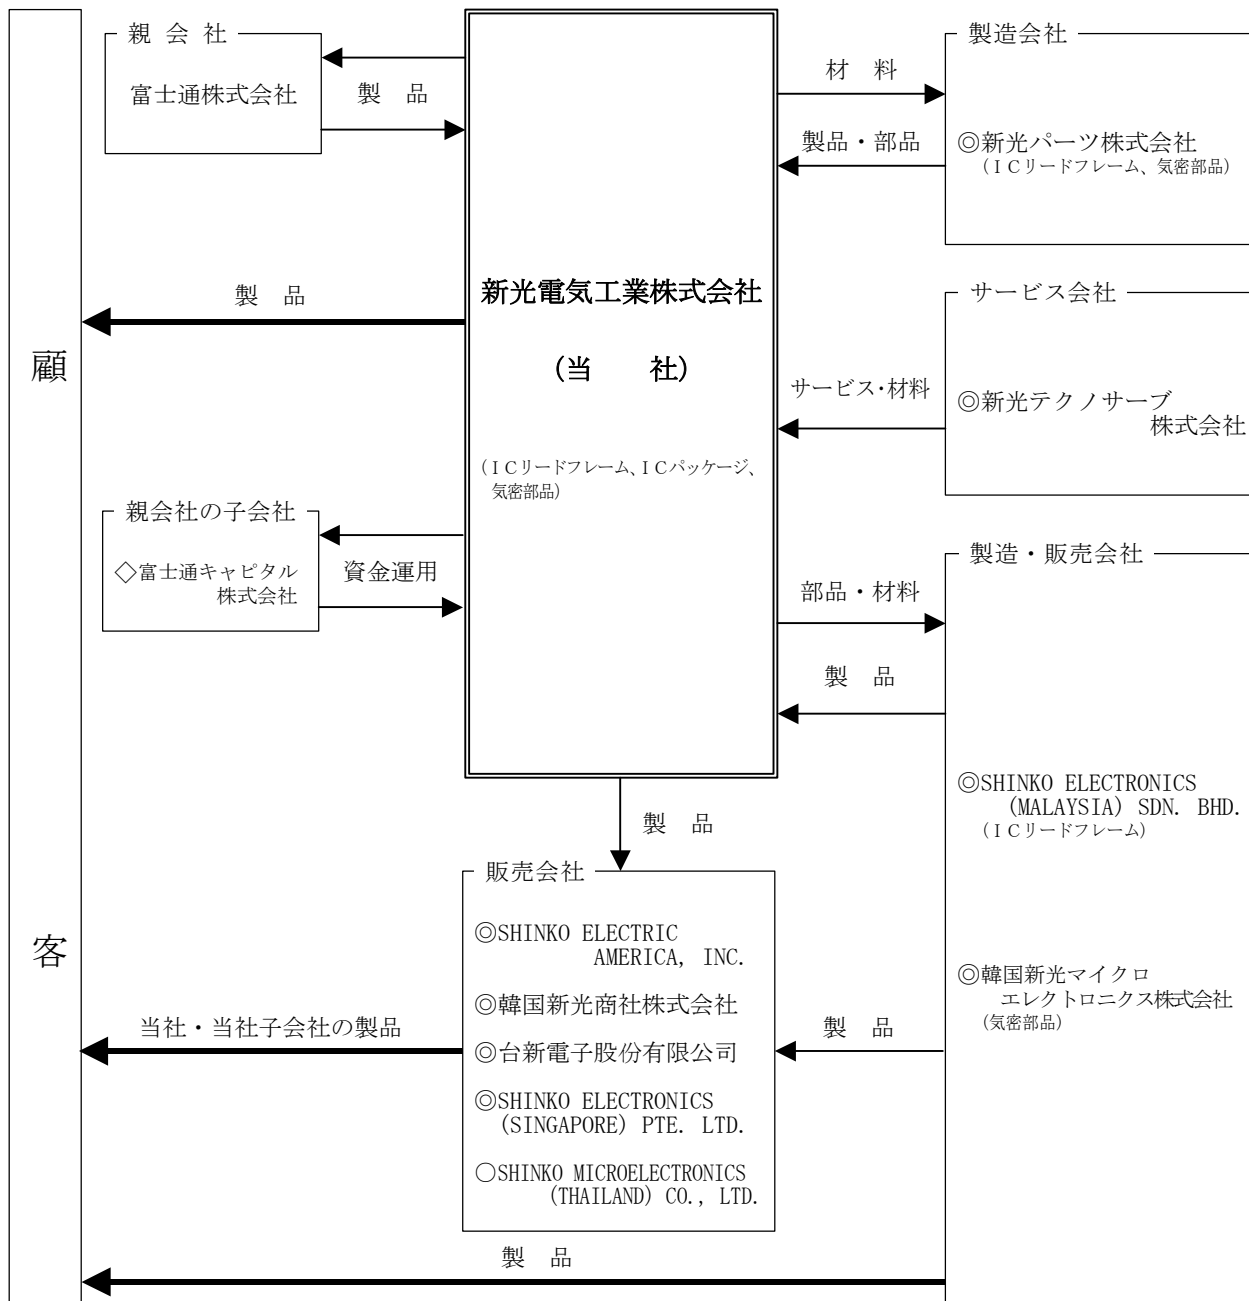 親 会 社
富士通株式会社
製　品
製　品
顧
客
親会社の子会社
◇富士通キャピタル
株式会社
資金運用
新光電気工業株式会社
（当　　社）
（ＩＣリードフレーム、ＩＣパッケージ、
気密部品）
材　料
製品・部品
製造会社
◎新光パーツ株式会社
（ＩＣリードフレーム、気密部品）
サービス会社
サービス・材料
◎新光テクノサーブ
株式会社
製造・販売会社
部品・材料
製　品
◎SHINKO ELECTRONICS
(MALAYSIA) SDN. BHD.
（ＩＣリードフレーム）
◎韓国新光マイクロ
エレクトロニクス株式会社
（気密部品）
製　品
販売会社
◎SHINKO ELECTRIC
AMERICA, INC.
◎韓国新光商社株式会社
◎台新電子股份有限公司
◎SHINKO ELECTRONICS
(SINGAPORE) PTE. LTD.
○SHINKO MICROELECTRONICS
(THAILAND) CO., LTD.
当社・当社子会社の製品
製　品
製　品